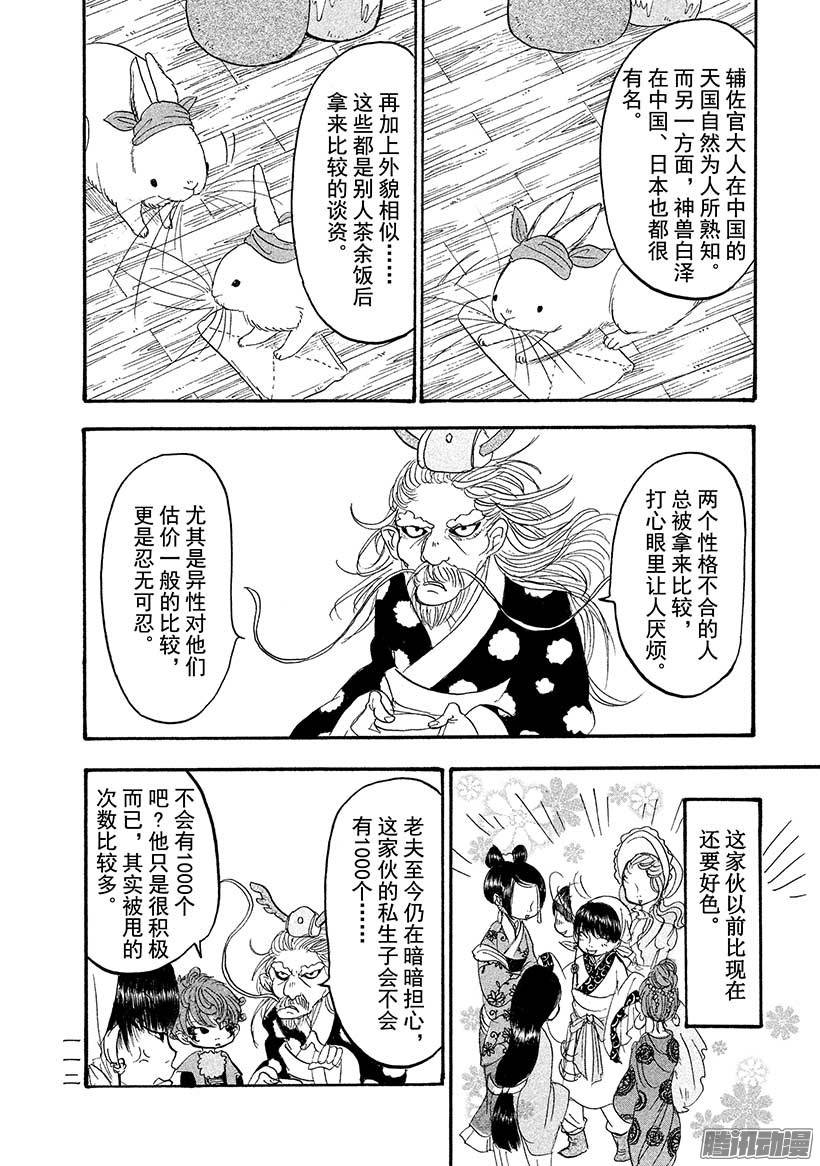 辅佐官大人在中国的
天国自然为人所熟知。
而另一方面，神兽白泽
在中国、日本也都很
有名。
再加上外貌相似……
这些都是别人茶余饭后
拿来比较的谈资。
两个性格不合的人
总被拿来比较，
打心眼里让人厌烦。
尤其是异性对他们
估价一般的比较，
更是忍无可忍。
这家伙以前比现在
还要好色。
老夫至今仍在暗暗担心，
这家伙的私生子会不会
有1000个……
不会有1000个
吧？他只是很积极
而已，其实被甩的
次数比较多。
一一二
腾讯动漫